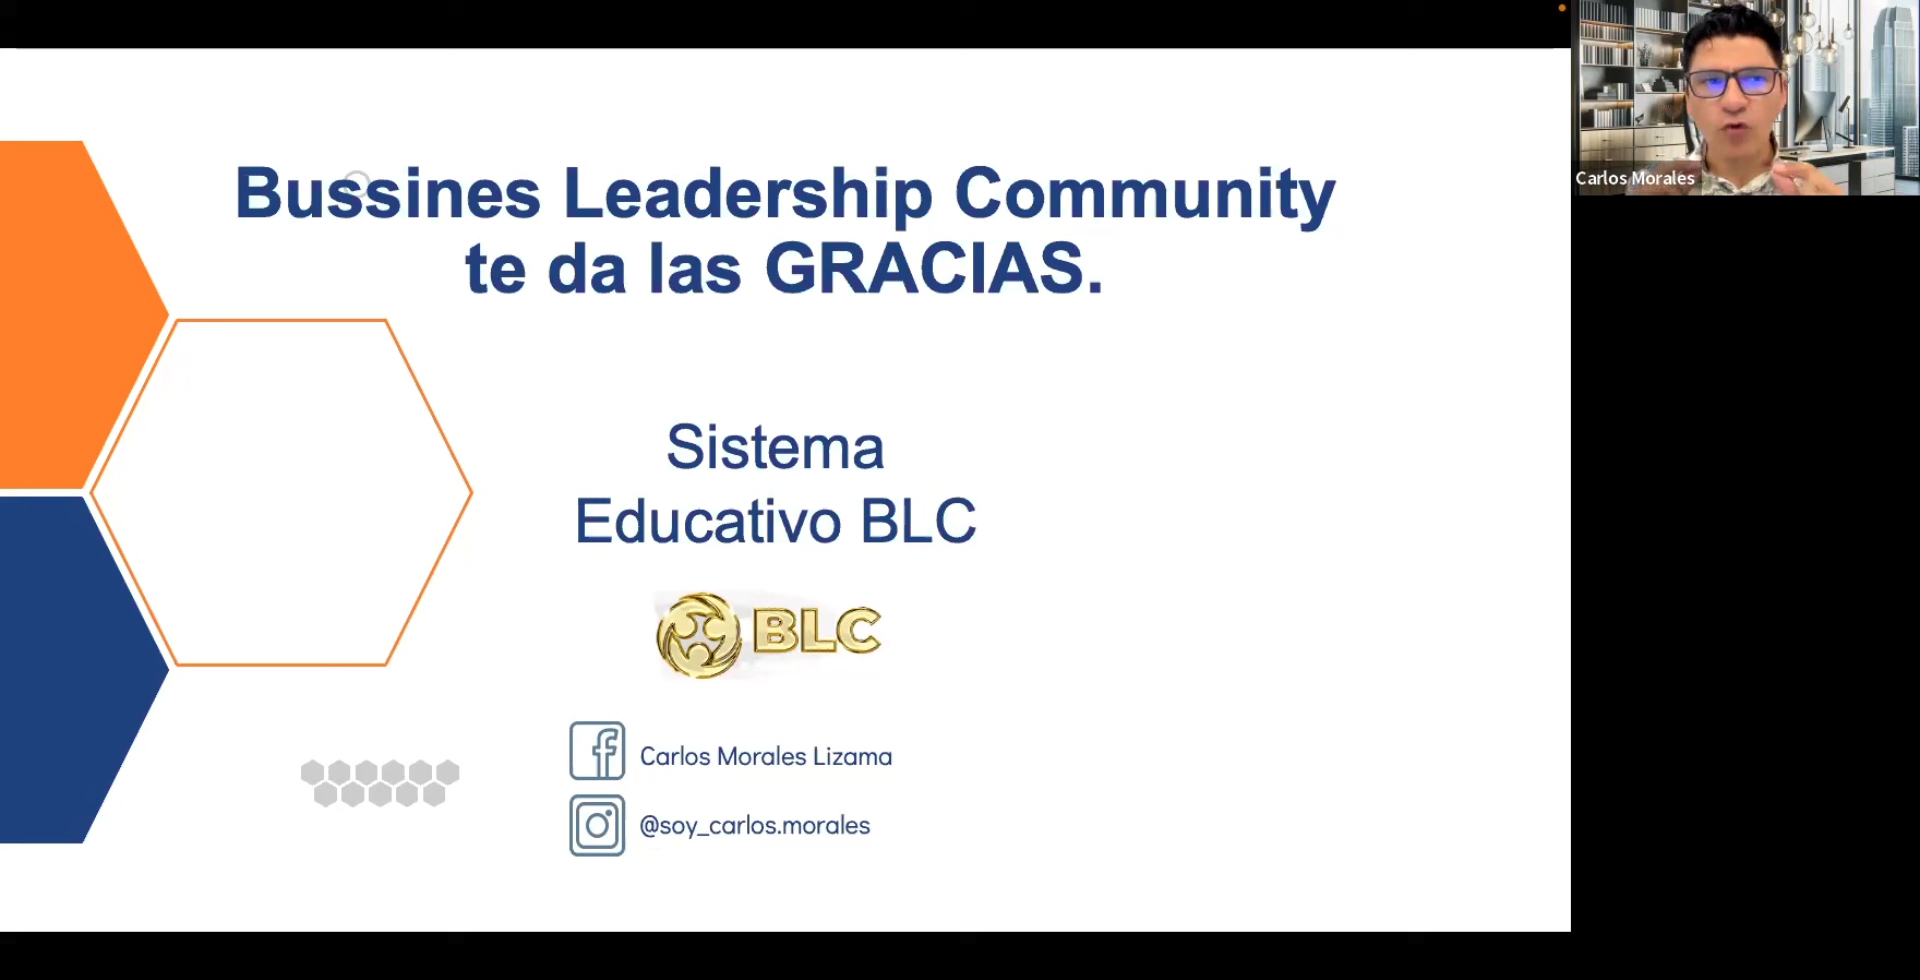 Bussines Leadership Community
te da las GRACIAS.
Sistema
Educativo BLC
BLC
Carlos Morales Lizama
@soy_carlos.morales
Carlos Morales